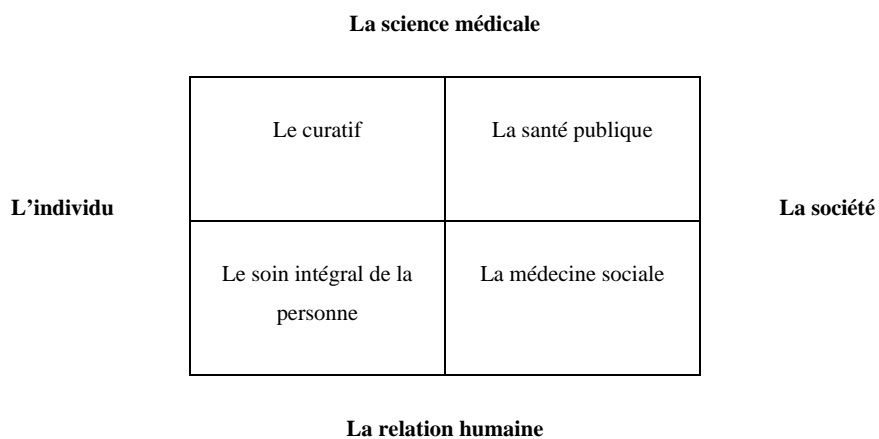 La science médicale
Le curatif
La santé publique
L’individu
La société
Le soin intégral de la
personne
La médecine sociale
La relation humaine